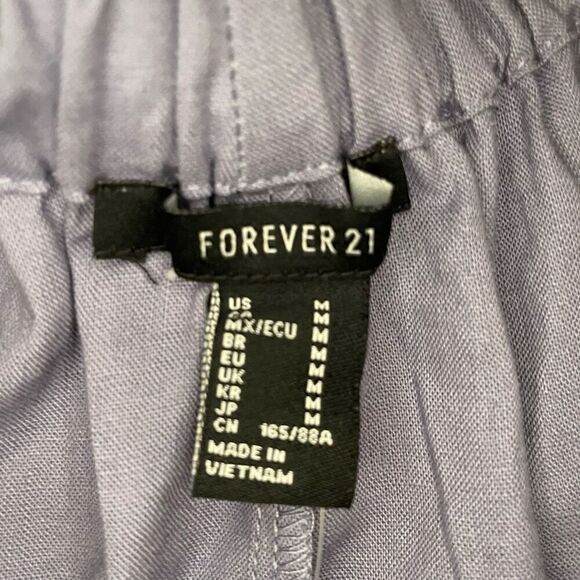 FOREVER 21
US M
MX/ECU M
BR M
EU M
UK M
KR M
JP M
CN 165/88A
MADE IN
VIETNAM